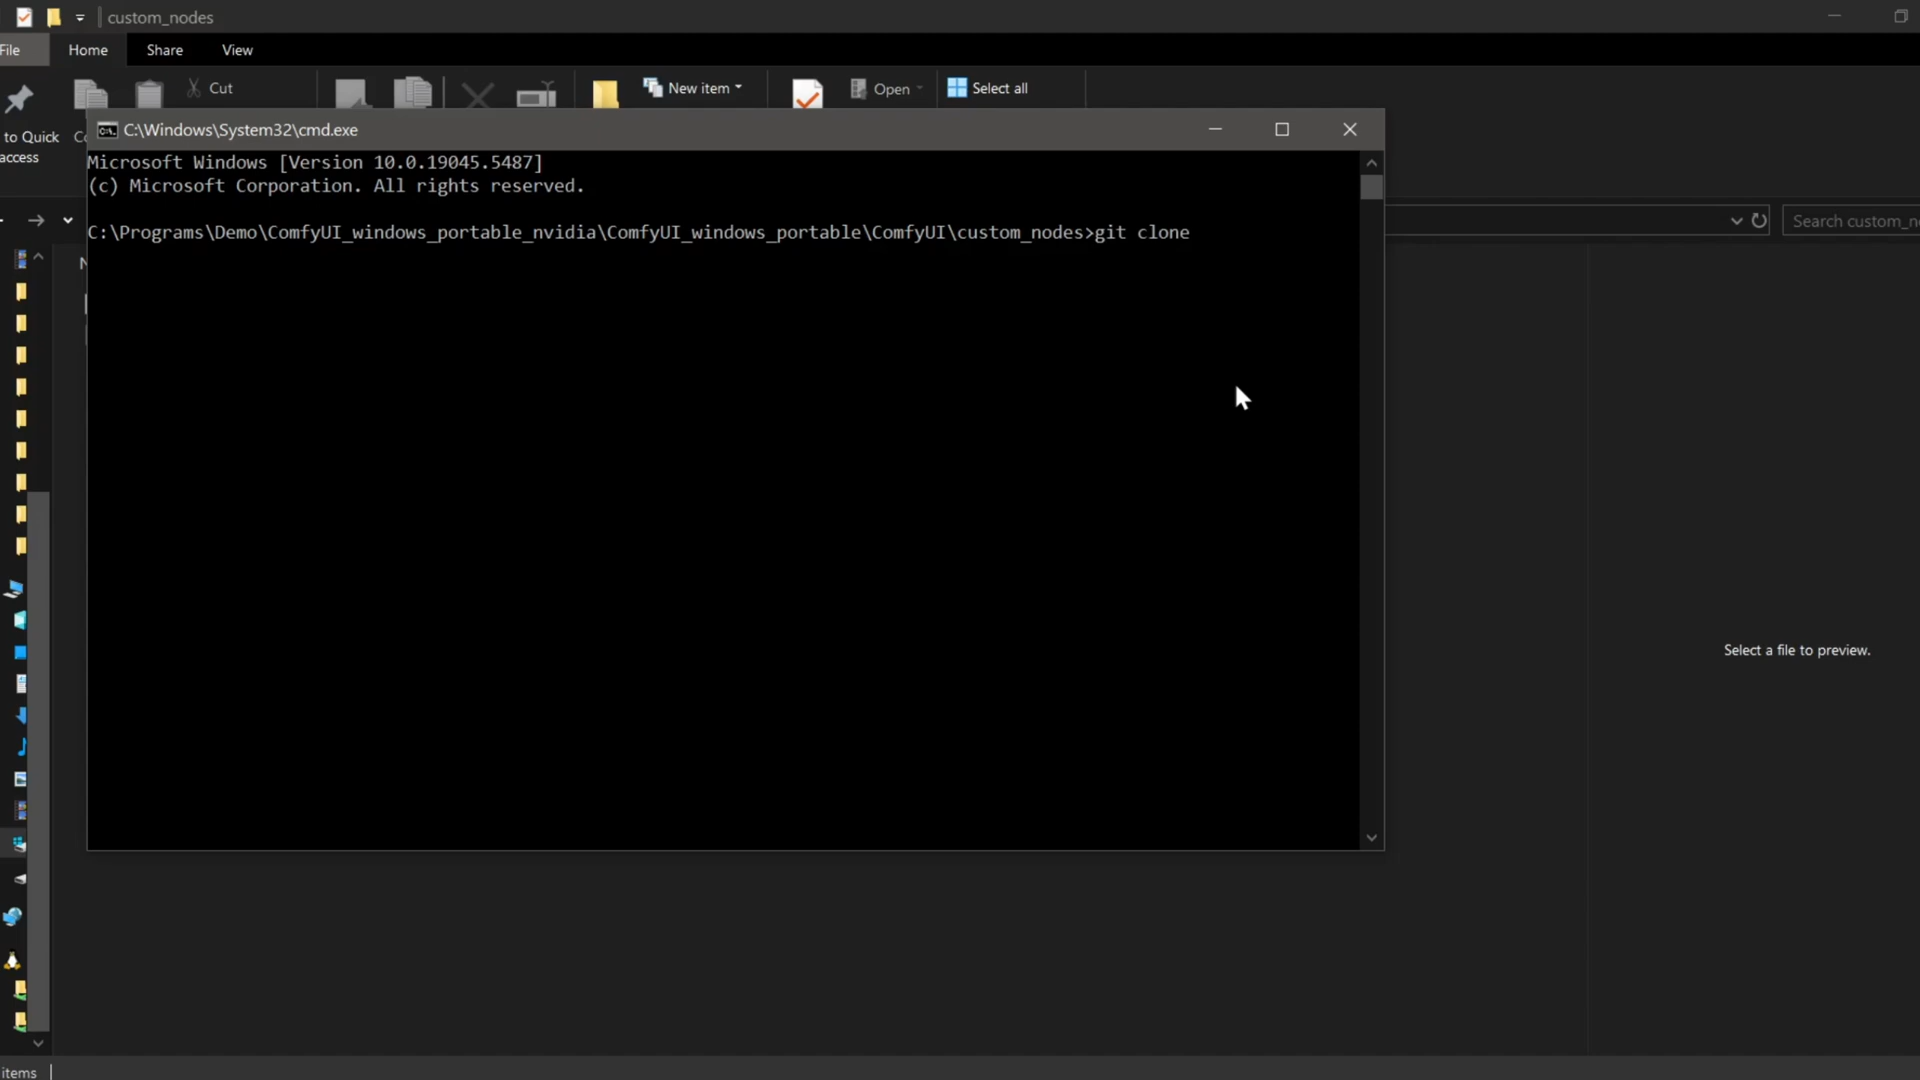 custom_nodes
File
Home
Share
View
Cut
New item
Open
Select all
to Quick
access
C:\Windows\System32\cmd.exe
Microsoft Windows [Version 10.0.19045.5487]
(c) Microsoft Corporation. All rights reserved.
C:\Programs\Demo\ComfyUI_windows_portable_nvidia\ComfyUI_windows_portable\ComfyUI\custom_nodes>git clone
Search custom_n
Select a file to preview.
items